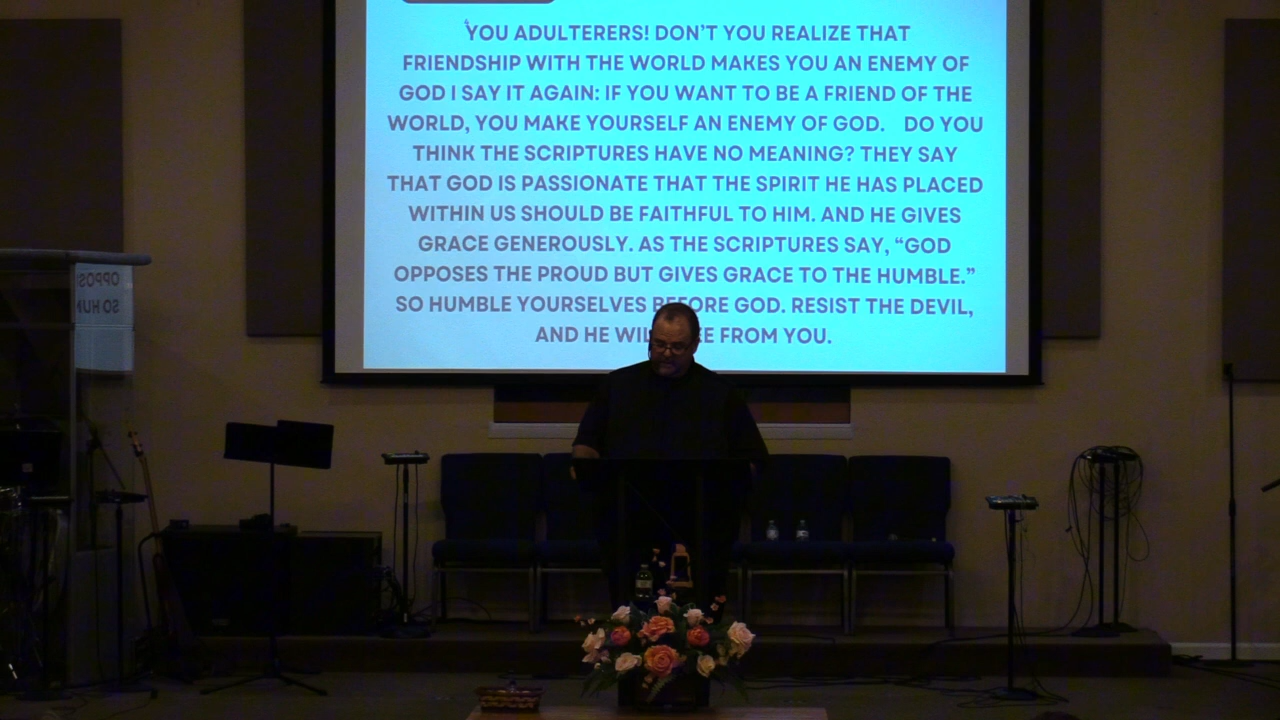 4
YOU ADULTERERS! DON'T YOU REALIZE THAT
FRIENDSHIP WITH THE WORLD MAKES YOU AN ENEMY OF
GOD I SAY IT AGAIN: IF YOU WANT TO BE A FRIEND OF THE
WORLD, YOU MAKE YOURSELF AN ENEMY OF GOD. DO YOU
THINK THE SCRIPTURES HAVE NO MEANING? THEY SAY
THAT GOD IS PASSIONATE THAT THE SPIRIT HE HAS PLACED
WITHIN US SHOULD BE FAITHFUL TO HIM. AND HE GIVES
GRACE GENEROUSLY. AS THE SCRIPTURES SAY, “GOD
OPPOSES THE PROUD BUT GIVES GRACE TO THE HUMBLE.”
SO HUMBLE YOURSELVES BEFORE GOD. RESIST THE DEVIL,
AND HE FROM YOU.